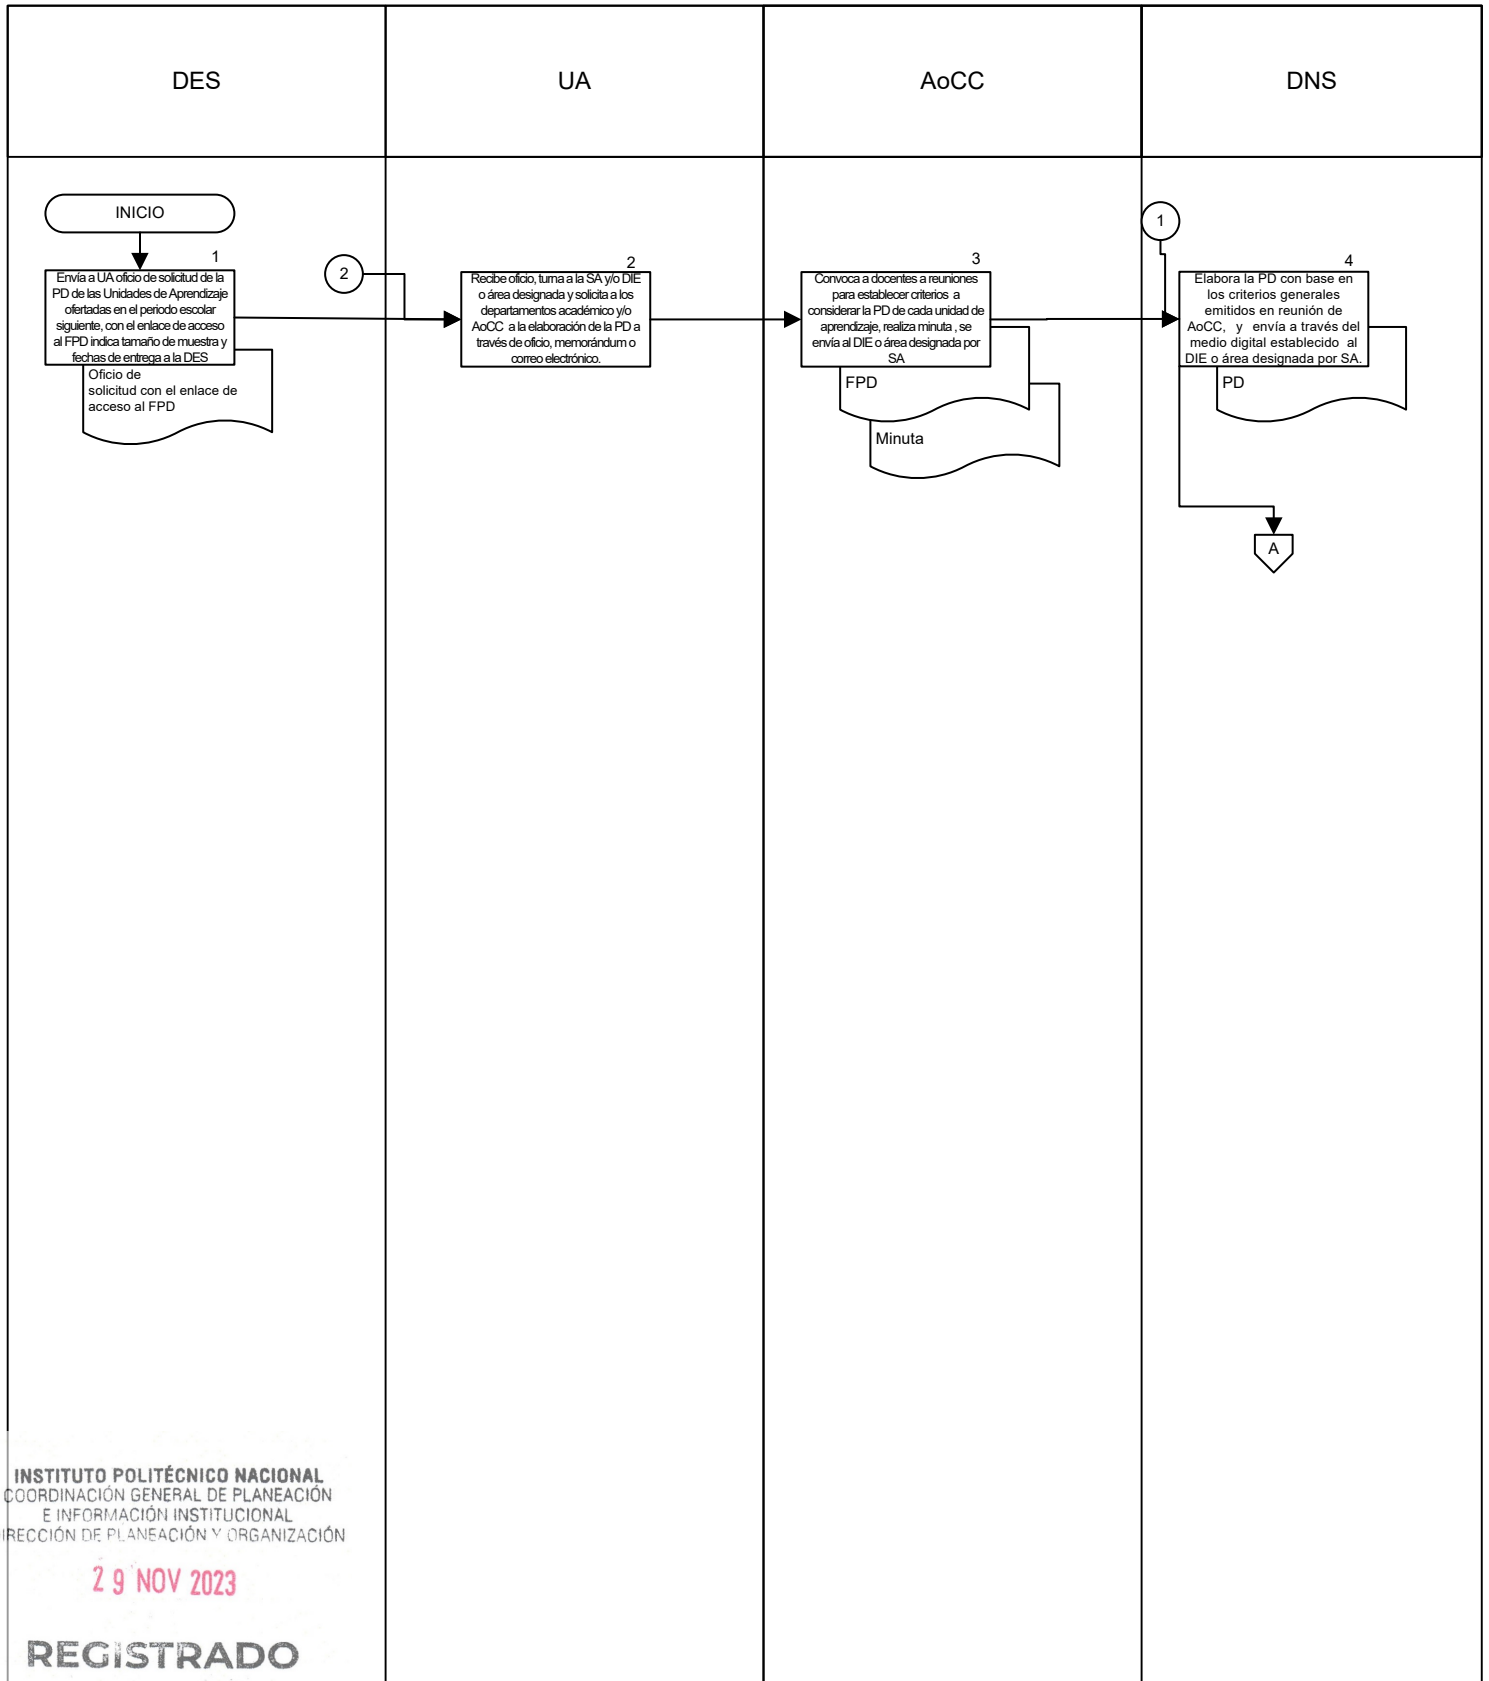 DES
UA
AoCC
DNS
INICIO
1
Envía a UA oficio de solicitud de la
PD de las Unidades de Aprendizaje
ofertadas en el periodo escolar
siguiente, con el enlace de acceso
al FPD indica tamaño de muestra y
fechas de entrega a la DES
Oficio de
solicitud con el enlace de
acceso al FPD
2
2
Recibe oficio, turna a la SA y/o DIE
o área designada y solicita a los
departamentos académico y/o
AoCC a la elaboración de la PD a
través de oficio, memorándum o
correo electrónico.
3
Convoca a docentes a reuniones
para establecer criterios a
considerar la PD de cada unidad de
aprendizaje, realiza minuta , se
envía al DIE o área designada por
SA
FPD
Minuta
1
4
Elabora la PD con base en
los criterios generales
emitidos en reunión de
AoCC, y envía a través del
medio digital establecido al
DIE o área designada por SA.
PD
A
INSTITUTO POLITÉCNICO NACIONAL
COORDINACIÓN GENERAL DE PLANEACIÓN
E INFORMACIÓN INSTITUCIONAL
IRECCIÓN DE PLANEACIÓN Y ORGANIZACIÓN
29 NOV 2023
REGISTRADO